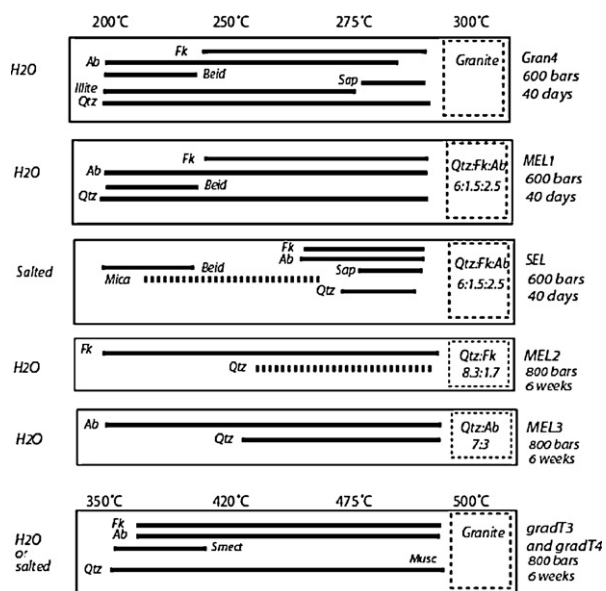 200°C 250°C 275°C 300°C
H2O Fk Ab Beid Sap Illite Qtz Granite Gran4
600 bars
40 days
H2O Fk Ab Beid Qtz Qtz:Fk:Ab MEL1
6:1.5:2.5 600 bars
40 days
Salted Fk Ab Beid Sap Mica Qtz Qtz:Fk:Ab SEL
6:1.5:2.5 600 bars
40 days
H2O Fk Qtz Qtz:Fk MEL2
8.3:1.7 800 bars
6 weeks
H2O Ab Qtz Qtz:Ab MEL3
7:3 800 bars
6 weeks
350°C 420°C 475°C 500°C
H2O Fk Granite gradT3
or Ab and gradT4
salted Smect 800 bars
Qtz Musc 6 weeks